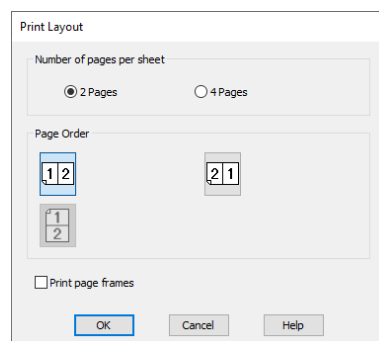 Print Layout
Number of pages per sheet
2 Pages 4 Pages
Page Order
1 2 2 1
1
2
Print page frames
OK Cancel Help